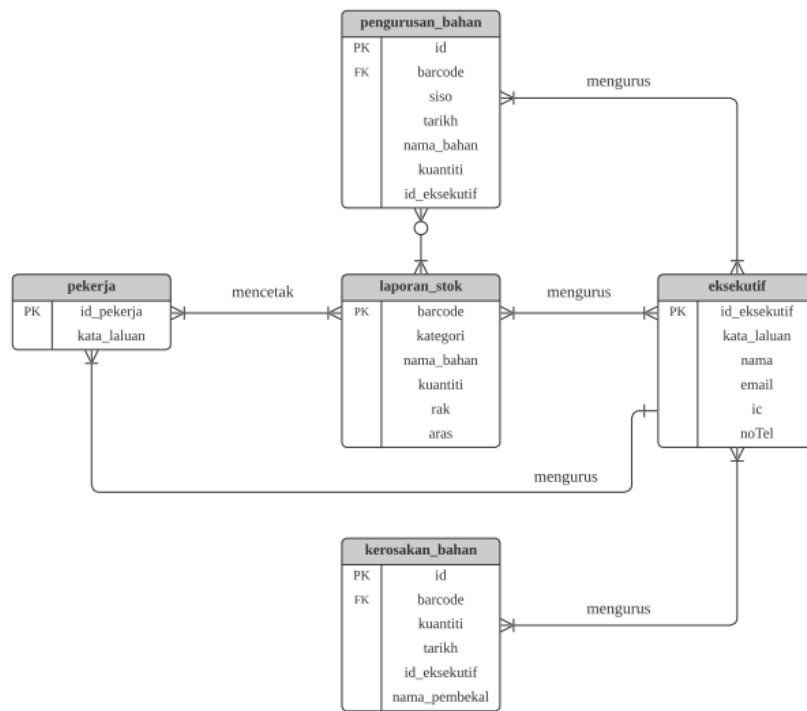 pengurusan_bahan
PK id
FK barcode
siso
tarikh
nama_bahan
kuantiti
id_eksekutif
mengurus
pekerja
PK id_pekerja
kata_laluan
mencetak
laporan_stok
PK barcode
kategori
nama_bahan
kuantiti
rak
aras
mengurus
eksekutif
PK id_eksekutif
kata_laluan
nama
email
ic
noTel
mengurus
kerosakan_bahan
PK id
FK barcode
kuantiti
tarikh
id_eksekutif
nama_pembekal
mengurus